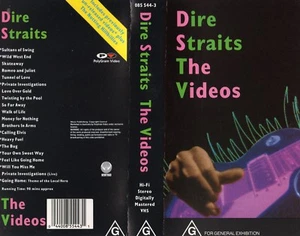 Dire
Straits
Sultans of Swing
Wild West End
Skateaway
Romeo and Juliet
Tunnel of Love
Private Investigations
Love Over Gold
Twisting by the Pool
So Far Away
Walk of Life
Money for Nothing
Brothers in Arms
Calling Elvis
Heavy Fuel
The Bug
Your Own Sweet Way
Feel Like Going Home
Will You Miss Me
Private Investigations (Live)
Going Home: Theme of the Local Hero
Running Time 98 mins approx
The
Videos
PolyGram Video
085 544-3
Dire Straits The Videos
Hi-Fi
Stereo
Digitally
Mastered
VHS
G
Dire
Straits
The
Videos
G
FOR GENERAL EXHIBITION